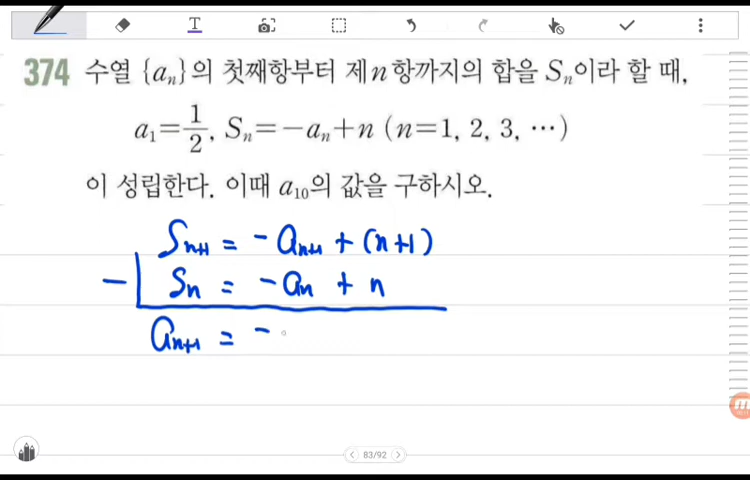 374 수열 {aₙ}의 첫째항부터 제n항까지의 합을 Sₙ이라 할 때,
a₁=1/2, Sₙ=−aₙ+n (n=1, 2, 3, ⋯)
이 성립한다. 이때 a₁₀의 값을 구하시오.
Sₙ₊₁ = −aₙ₊₁ + (n+1)
− Sₙ = −aₙ + n
aₙ₊₁ = −
83/92